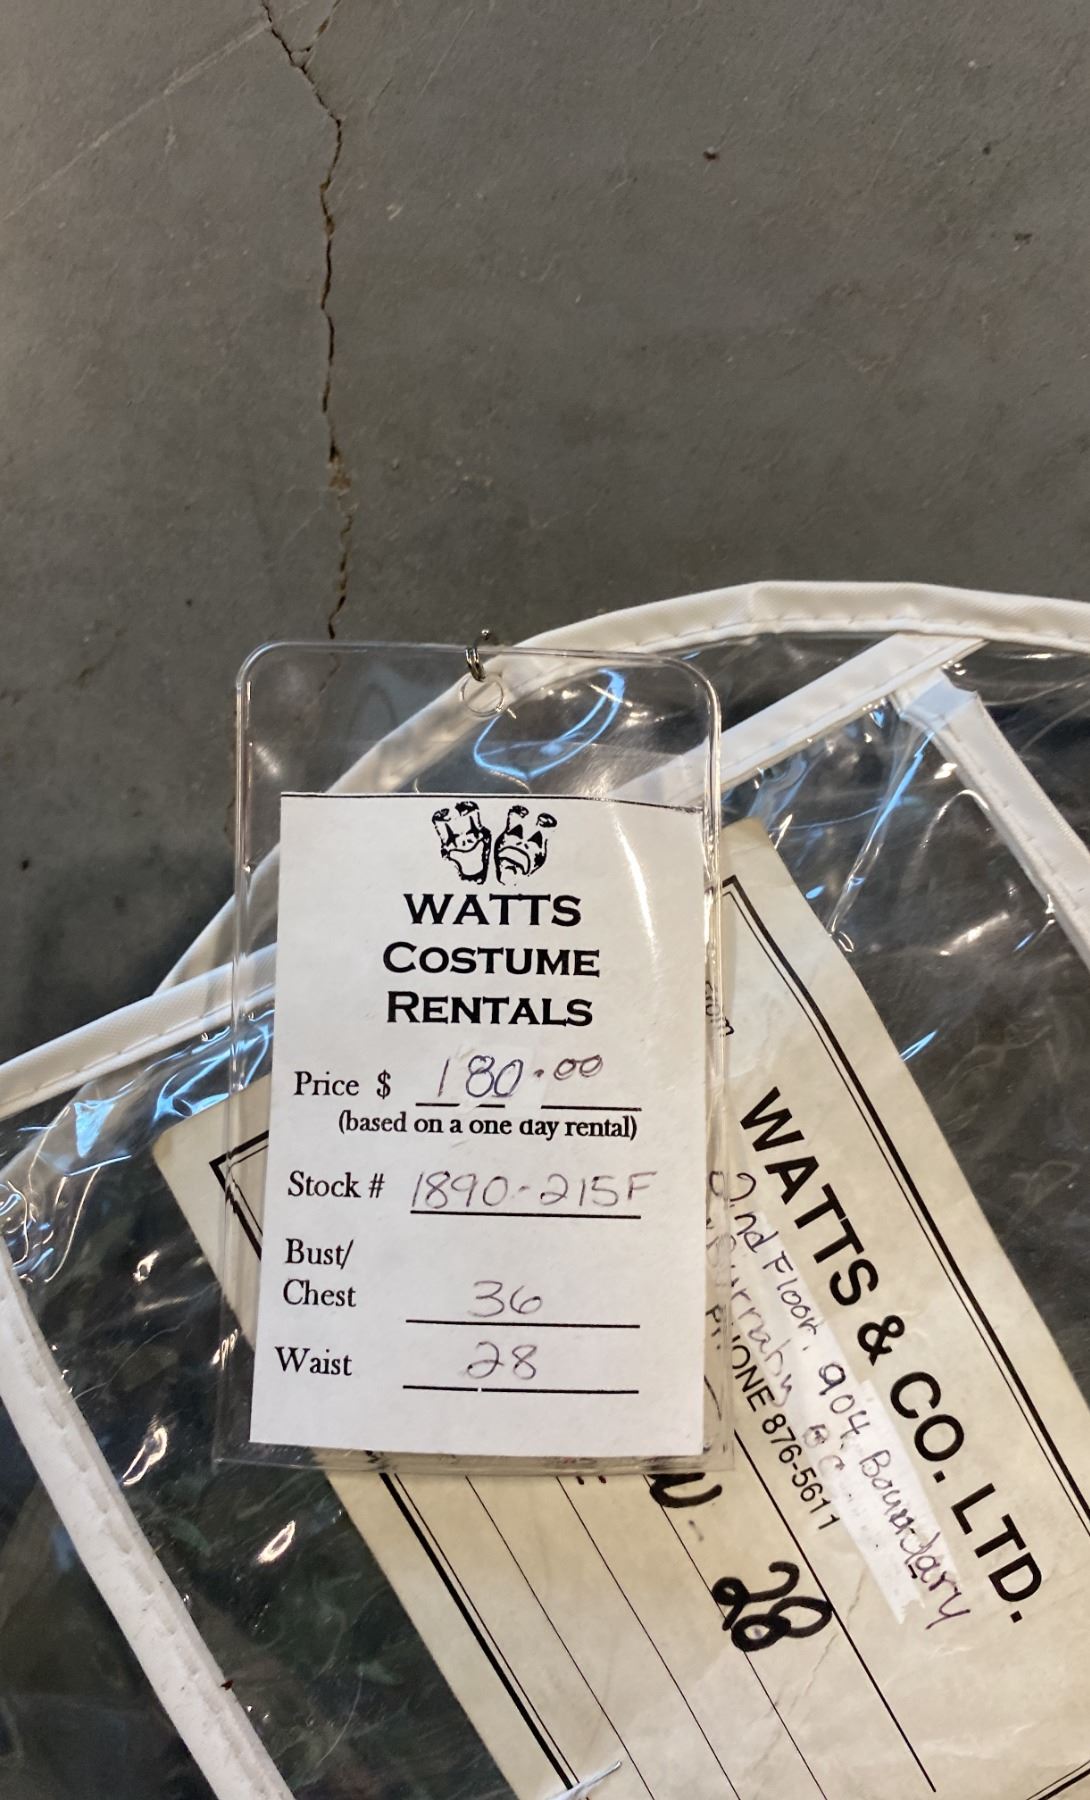 WATTS
COSTUME
RENTALS
Price $ 180.00
(based on a one day rental)
Stock # 1890-215F
Bust/
Chest 36
Waist 28
WATTS & CO. LTD.
2nd Floor, 904 Boundary
Burnaby B.C.
PHONE 876-5611
W. 28